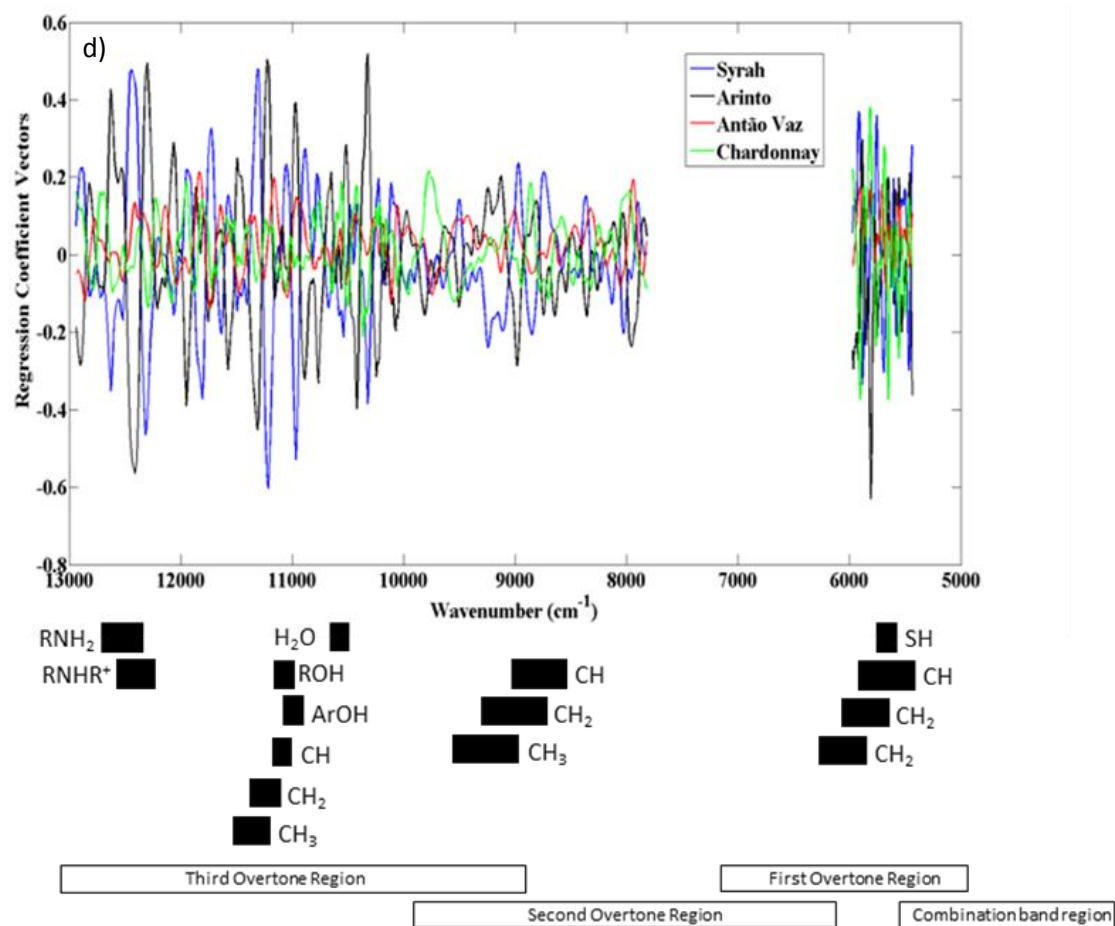 d)
0.6
0.4
0.2
0
-0.2
-0.4
-0.6
-0.8
Regression Coefficient Vectors
Syrah
Arinto
Antão Vaz
Chardonnay
13000 12000 11000 10000 9000 8000 7000 6000 5000
Wavenumber (cm⁻¹)
RNH₂ H₂O SH
RNHR⁺ ROH CH CH
ArOH CH₂ CH₂
CH CH₃ CH₂
CH₂
CH₃
Third Overtone Region First Overtone Region
Second Overtone Region Combination band region